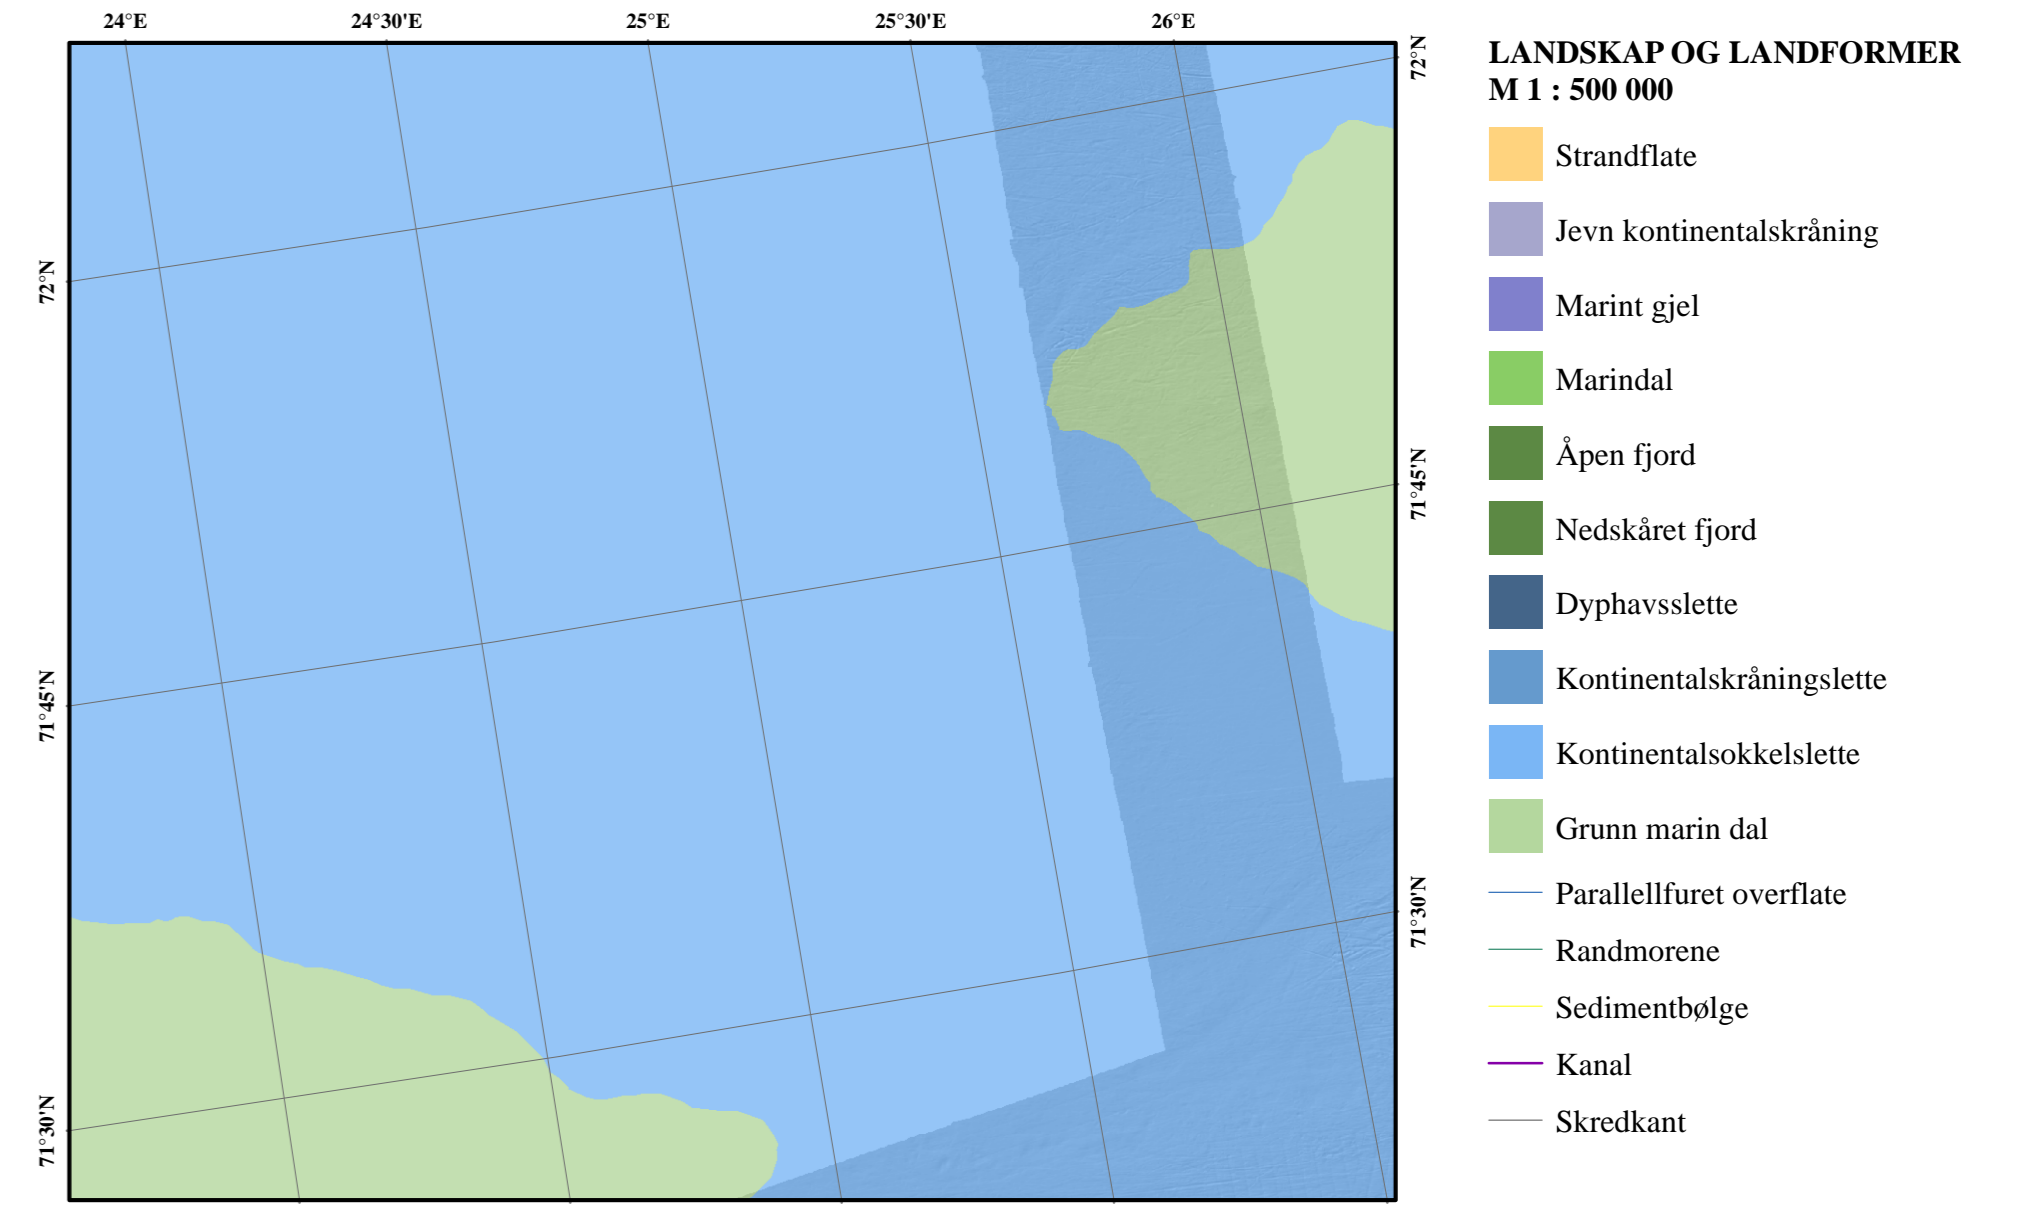 24°E
24°30'E
25°E
25°30'E
26°E
72°N
71°45'N
71°30'N
72°N
71°45'N
71°30'N
LANDSKAP OG LANDFORMER
M 1 : 500 000
Strandflate
Jevn kontinentalskråning
Marint gjel
Marindal
Åpen fjord
Nedskåret fjord
Dyphavsslette
Kontinentalskråningslette
Kontinentalsokkelslette
Grunn marin dal
Parallellfuret overflate
Randmorene
Sedimentbølge
Kanal
Skredkant